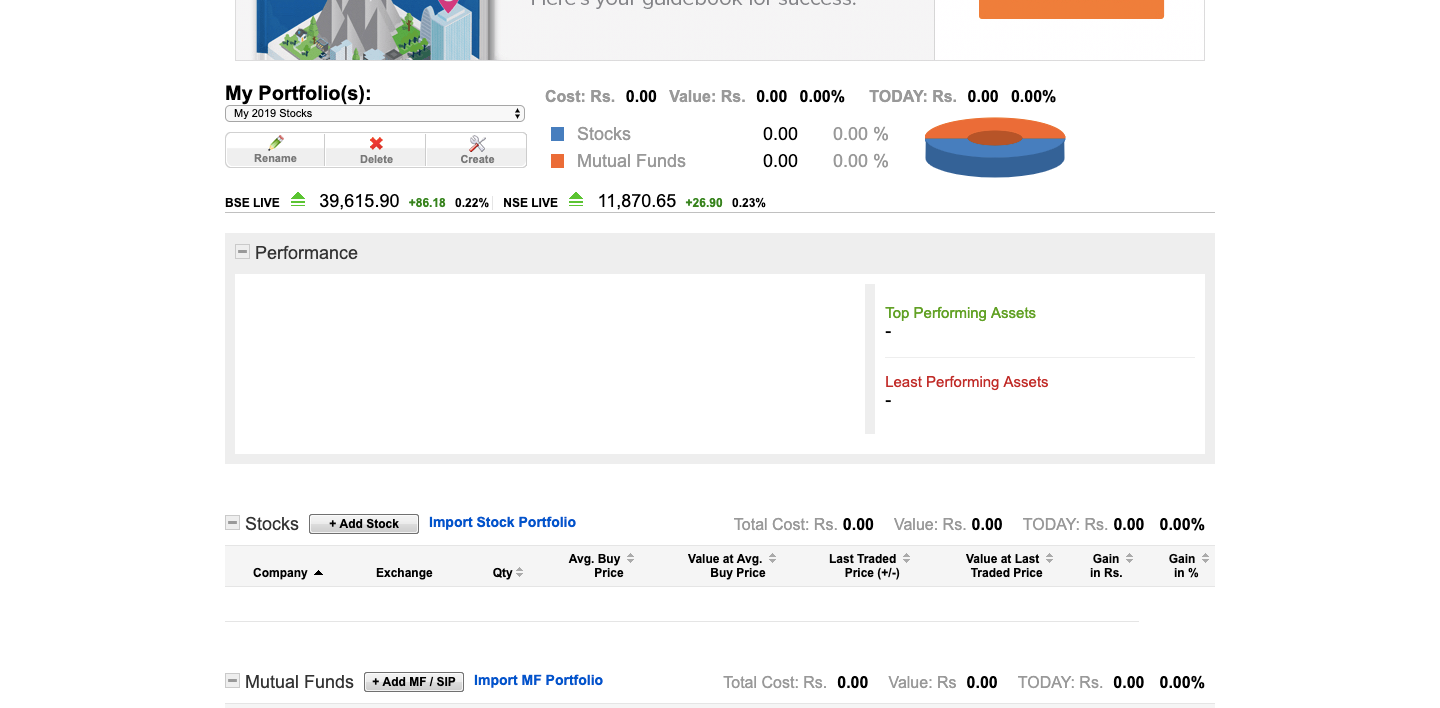 Here's your guidebook for success.
My Portfolio(s):
My 2019 Stocks
Rename Delete Create
Cost: Rs. 0.00 Value: Rs. 0.00 0.00% TODAY: Rs. 0.00 0.00%
Stocks 0.00 0.00 %
Mutual Funds 0.00 0.00 %
BSE LIVE 39,615.90 +86.18 0.22% NSE LIVE 11,870.65 +26.90 0.23%
Performance
Top Performing Assets
-
Least Performing Assets
-
Stocks + Add Stock Import Stock Portfolio Total Cost: Rs. 0.00 Value: Rs. 0.00 TODAY: Rs. 0.00 0.00%
Avg. Buy Value at Avg. Last Traded Value at Last Gain Gain
Company Exchange Qty Price Buy Price Price (+/-) Traded Price in Rs. in %
Mutual Funds + Add MF / SIP Import MF Portfolio Total Cost: Rs. 0.00 Value: Rs 0.00 TODAY: Rs. 0.00 0.00%